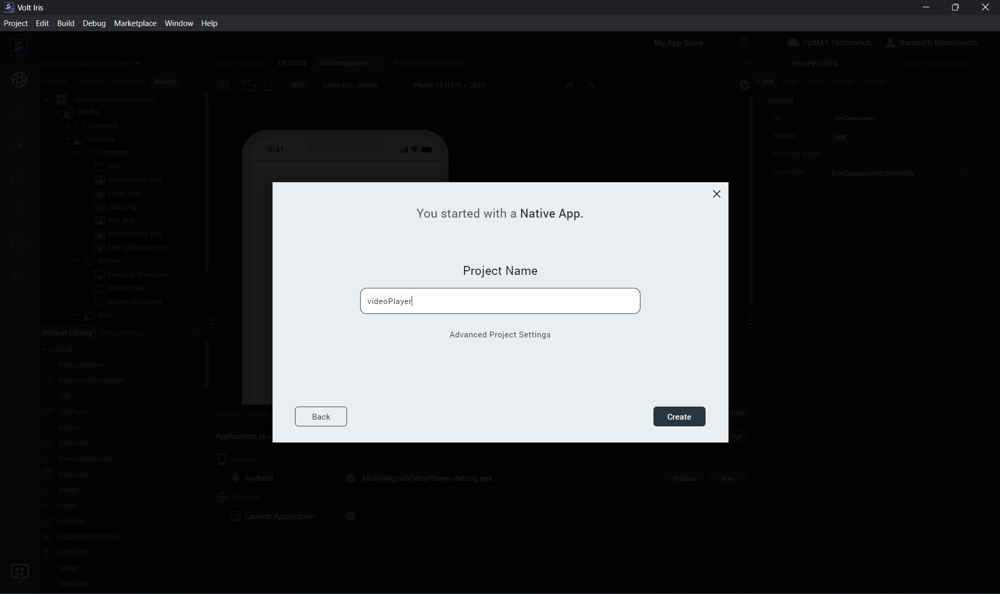 Volt Iris
Project Edit Build Debug Marketplace Window Help
My App Store VoltMX Technohub Sampath Mamidisetti
MultilingualVideoPlayer STORYBOARD DESIGN frmComponent frmComponentCheck PROPERTIES DATA & SERVICES
Project Themes Templates Assets BVR Apple-iOS : Native iPhone 14 (1170 x 2532) 25 % Look Skin Form Action Review
MultilingualVideoPlayer General
Media
ID frmComponent
Common
Render Edit
Desktop
9:41
Common
Friendly Name
raw
Controller frmComponentController ...
cameraicon.png
close.png
max.png
min.png
tableftarrow.png
tabrightarrow.png
Native
Desktop Windows
Native Mac
Native Windows
Web
You started with a Native App.
Project Name
videoPlayer
Advanced Project Settings
Back Create
Default Library My Libraries
Default
FlexContainer
FlexScrollContainer
Tab
TabPane
Button
Calendar
CheckBoxGroup
DataGrid
Image
Label
ListBox
RadioButtonGroup
RichText
Slider
TextArea
Console Search Clear
Application lau ogs
Mobile
Android MultilingualVideoPlayer-debug.apk Publish Run
General
Launch Application